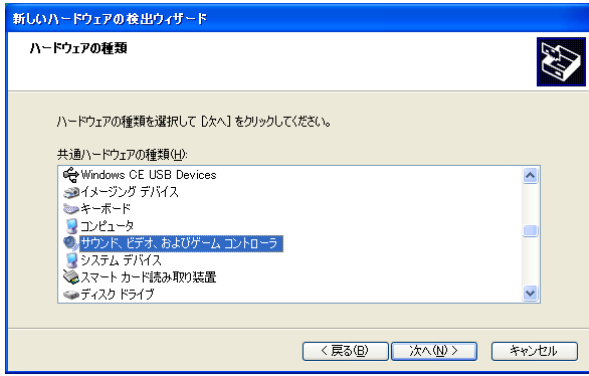 新しいハードウェアの検出ウィザード
ハードウェアの種類
ハードウェアの種類を選択して [次へ] をクリックしてください。
共通ハードウェアの種類(H):
Windows CE USB Devices
イメージング デバイス
キーボード
コンピュータ
サウンド、ビデオ、およびゲーム コントローラ
システム デバイス
スマート カード読み取り装置
ディスク ドライブ
< 戻る(B) 次へ(N) > キャンセル